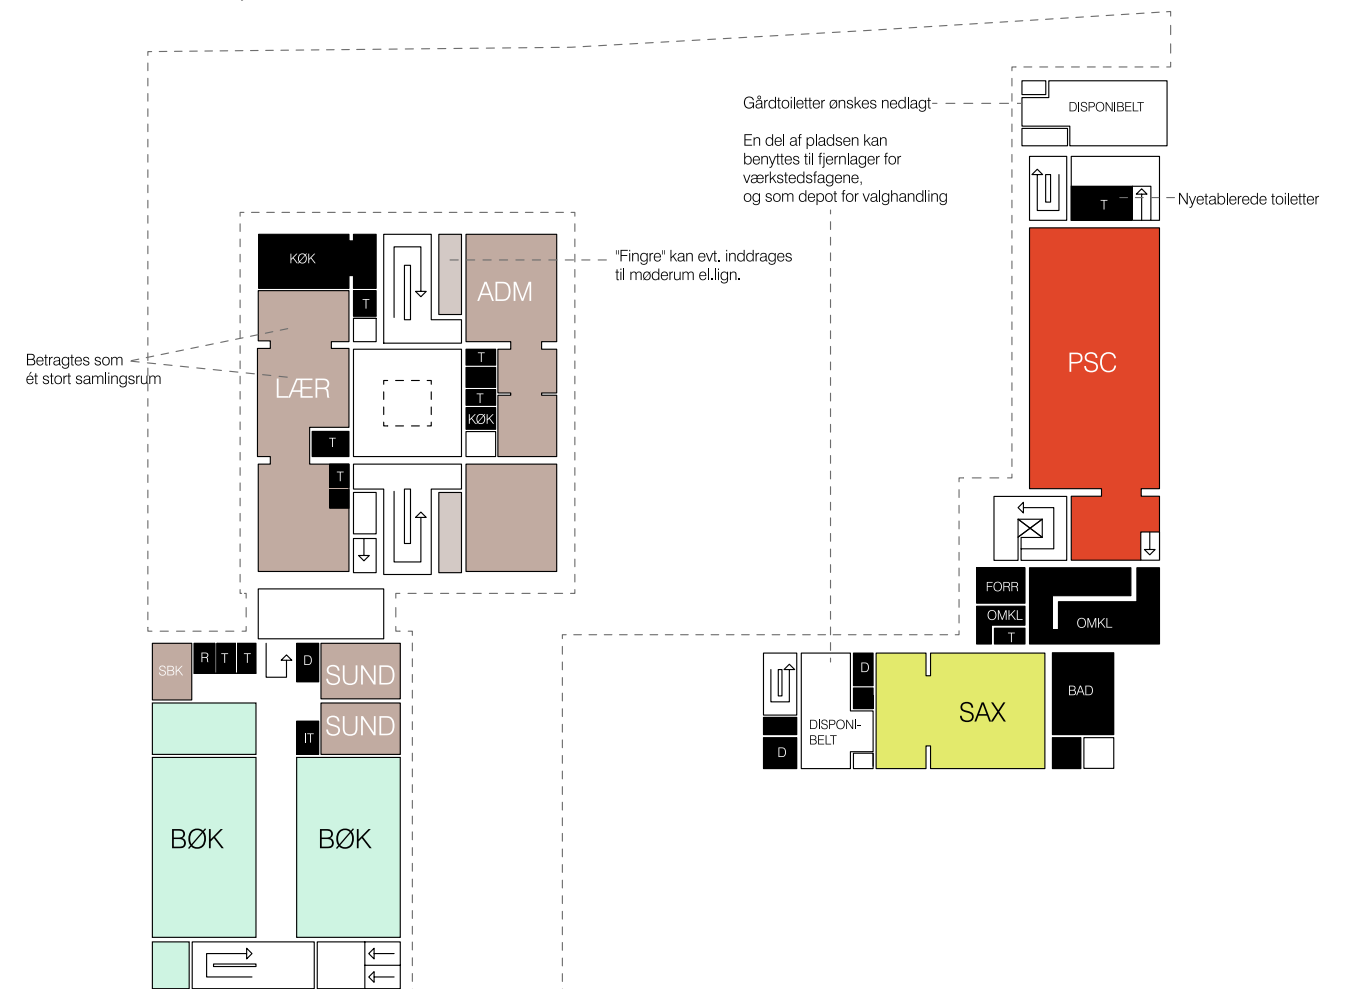 Gårdtoiletter ønskes nedlagt
DISPONIBELT
En del af pladsen kan
benyttes til fjernlager for
værkstedsfagene,
og som depot for valghandling
T
Nyetablerede toiletter
"Fingre" kan evt. inddrages
til møderum el.lign.
KØK
ADM
T
Betragtes som
ét stort samlingsrum
LÆR
T
T
KØK
T
T
PSC
FORR
OMKL
T
OMKL
SBK
R
T
T
D
SUND
SUND
IT
BØK
BØK
D
DISPONI-
BELT
D
SAX
BAD